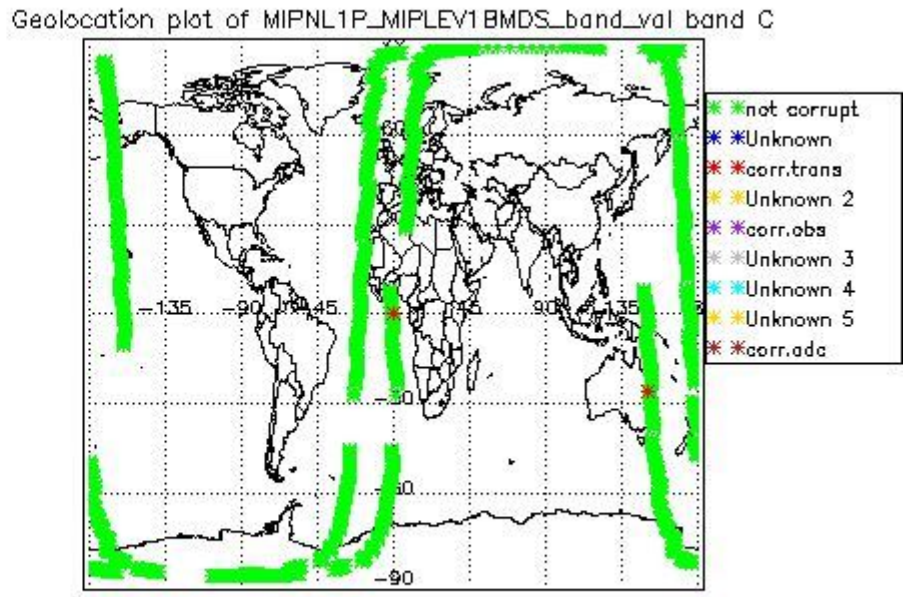 Geolocation plot of MIPNL1P_MIPLEV1BMDS_band_val band C
60
-135 -90 -45 45 90 135
-30
-60
-90
not corrupt
Unknown
corr.trans
Unknown 2
corr.obs
Unknown 3
Unknown 4
Unknown 5
corr.adc